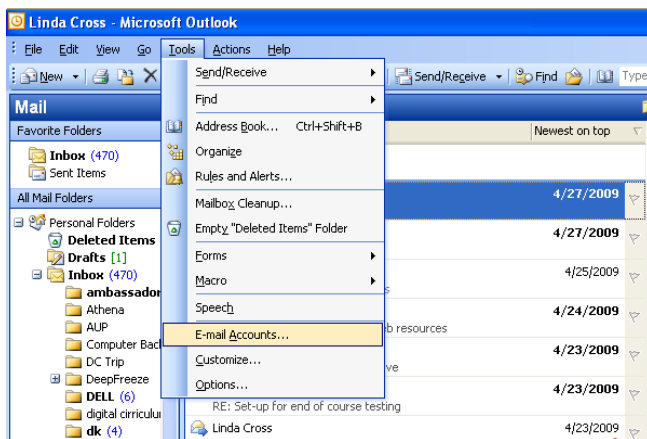 Linda Cross - Microsoft Outlook
File Edit View Go Tools Actions Help
New Send/Receive Find Type
Mail
Favorite Folders
Inbox (470)
Sent Items
All Mail Folders
Personal Folders
Deleted Items
Drafts [1]
Inbox (470)
ambassador
Athena
AUP
Computer
DC Trip
DeepFreeze
DELL (6)
digital
dk (4)
Send/Receive
Find
Address Book... Ctrl+Shift+B
Organize
Rules and Alerts...
Mailbox Cleanup...
Empty "Deleted Items" Folder
Forms
Macro
Speech
E-mail Accounts...
Customize...
Options...
Newest on top
4/27/2009
4/27/2009
4/25/2009
4/24/2009
resources
4/23/2009
4/23/2009
RE: Set-up for end of course testing
Linda Cross 4/23/2009